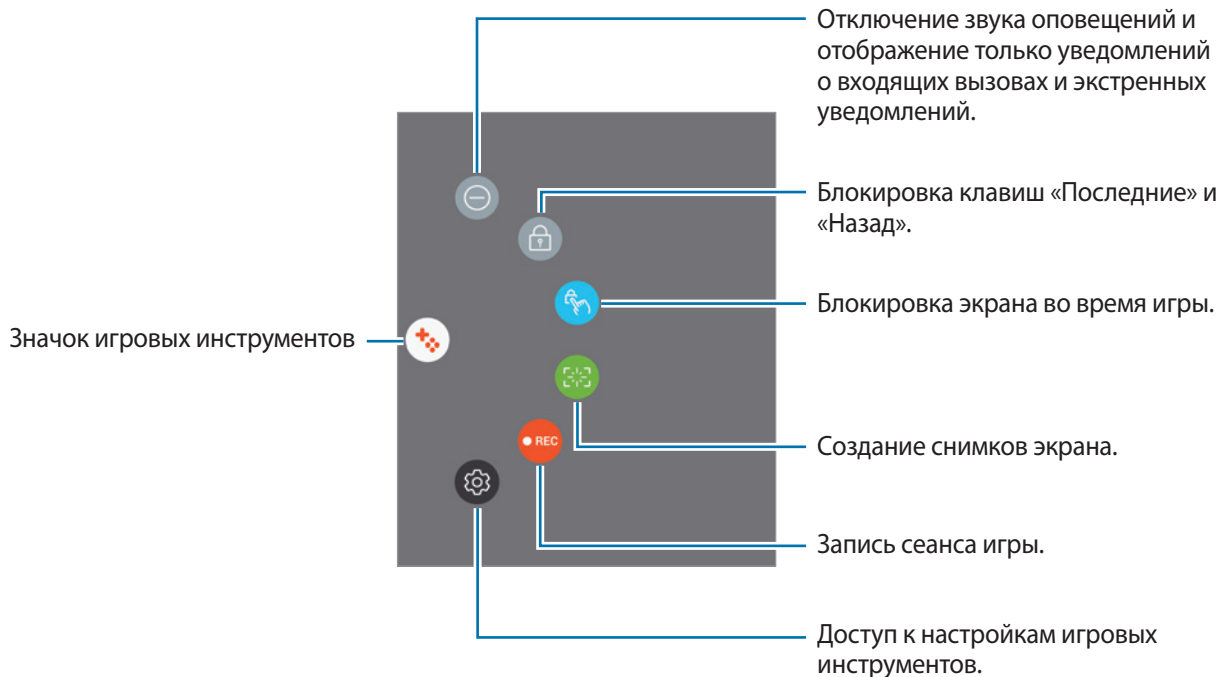 Отключение звука оповещений и
отображение только уведомлений
о входящих вызовах и экстренных
уведомлений.
Блокировка клавиш «Последние» и
«Назад».
Блокировка экрана во время игры.
Значок игровых инструментов
Создание снимков экрана.
REC
Запись сеанса игры.
Доступ к настройкам игровых
инструментов.